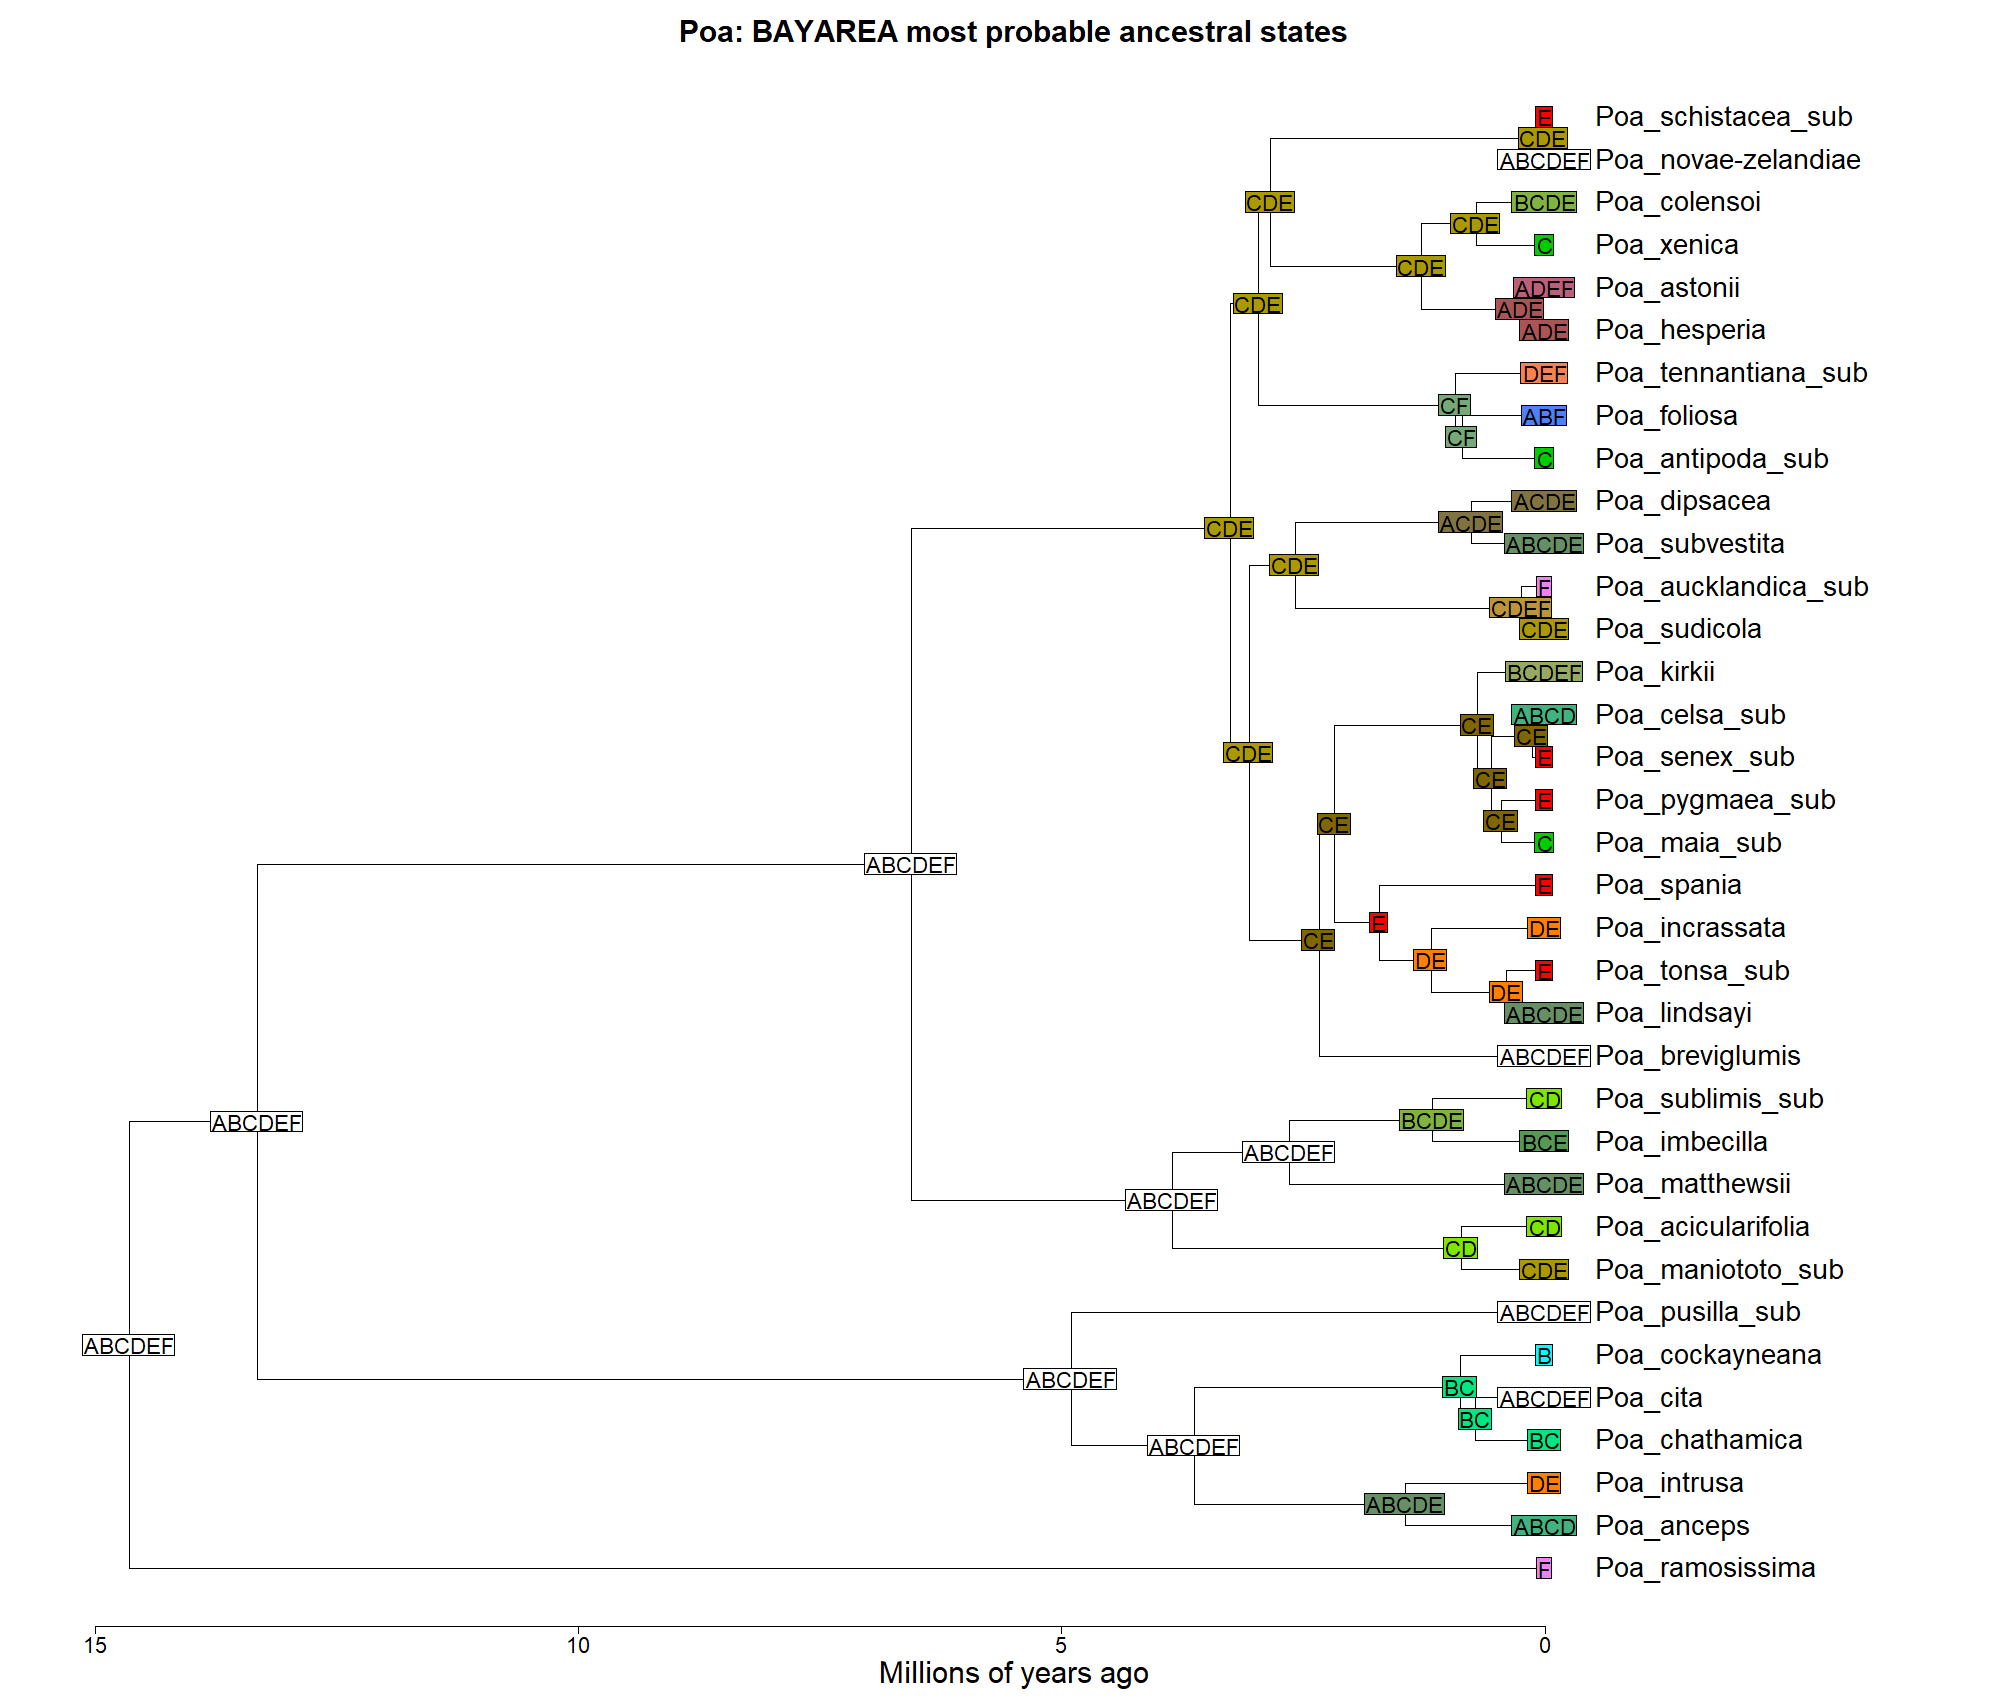 Poa: BAYAREA most probable ancestral states
E Poa_schistacea_sub
CDE
ABCDEF Poa_novae-zelandiae
CDE BCDE Poa_colensoi
CDE
C Poa_xenica
CDE
ADEF Poa_astonii
CDE ADE
ADE Poa_hesperia
DEF Poa_tennantiana_sub
CF
ABF Poa_foliosa
CF
C Poa_antipoda_sub
ACDE Poa_dipsacea
CDE ACDE
ABCDE Poa_subvestita
CDE
F Poa_aucklandica_sub
CDEF
CDE Poa_sudicola
BCDEF Poa_kirkii
ABCD Poa_celsa_sub
CE
CE
CDE E Poa_senex_sub
CE
E Poa_pygmaea_sub
CE CE
C Poa_maia_sub
ABCDEF
E Poa_spania
E
DE Poa_incrassata
CE
DE
E Poa_tonsa_sub
DE
ABCDE Poa_lindsayi
ABCDEF Poa_breviglumis
CD Poa_sublimis_sub
ABCDEF BCDE
BCE Poa_imbecilla
ABCDEF
ABCDE Poa_matthewsii
ABCDEF
CD Poa_acicularifolia
CD
CDE Poa_maniototo_sub
ABCDEF Poa_pusilla_sub
ABCDEF
B Poa_cockayneana
ABCDEF BC
ABCDEF Poa_cita
BC
BC Poa_chathamica
ABCDEF
DE Poa_intrusa
ABCDE
ABCD Poa_anceps
F Poa_ramosissima
15 10 5 0
Millions of years ago